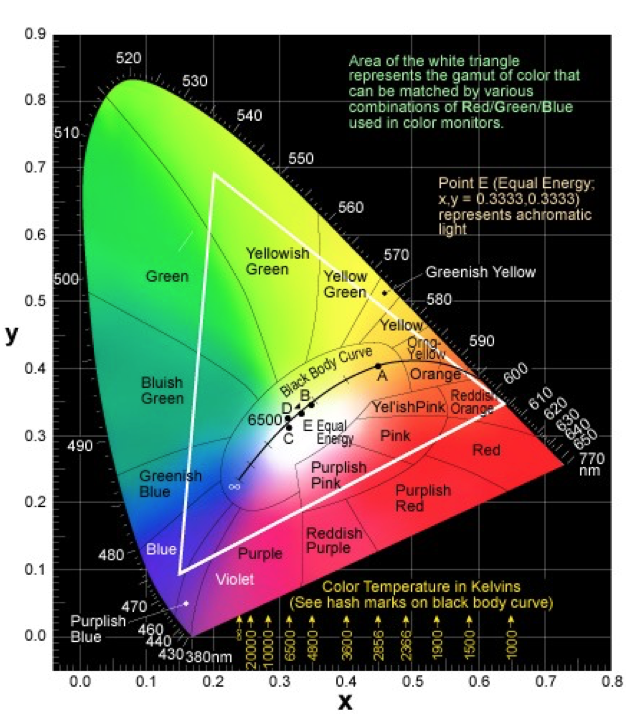 0.9
520
Area of the white triangle
represents the gamut of color that
can be matched by various
combinations of Red/Green/Blue
used in color monitors.
530
0.8
540
510
550
0.7
Point E (Equal Energy;
x,y = 0.3333,0.3333)
represents achromatic
light
560
0.6
Yellowish
Green
570
Green
Yellow
Green
Greenish Yellow
500
0.5
580
y
Yellow
590
Orng-
Yellow
0.4
Black Body Curve
A
Orange
600
Bluish
Green
B
Reddish
Orange
610
D
Yel'ishPink
620
6500
E Equal
Energy
630
C
640
0.3
Pink
650
490
Red
770
nm
Greenish
Blue
Purplish
Pink
∞
Purplish
Red
0.2
Blue
Purple
Reddish
Purple
480
0.1
Violet
Color Temperature in Kelvins
(See hash marks on black body curve)
470
Purplish
Blue
460
0.0
440
430
380nm
∞
20000
10000
6500
4800
3600
2856
2366
1900
1500
1000
0.0 0.1 0.2 0.3 0.4 0.5 0.6 0.7 0.8
x